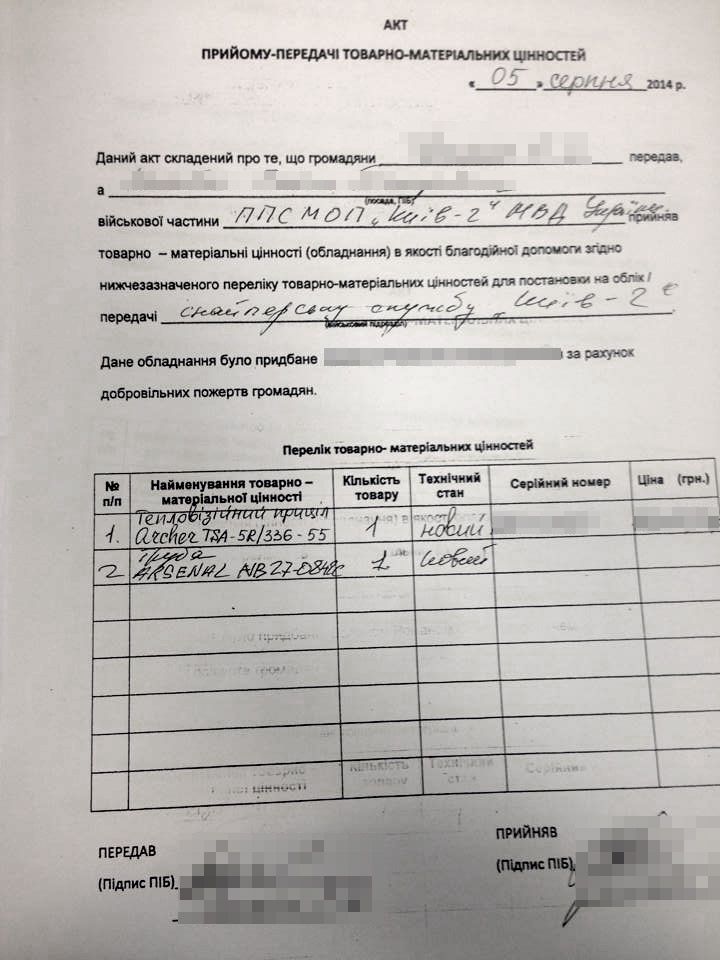 АКТ
ПРИЙОМУ-ПЕРЕДАЧІ ТОВАРНО-МАТЕРІАЛЬНИХ ЦІННОСТЕЙ
« 05 » серпня 2014 р.
Даний акт складений про те, що громадяни передав,
а
(посада, ПІБ)
військової частини ППСМОП „Київ-2“ МВД України прийняв
товарно – матеріальні цінності (обладнання) в якості благодійної допомоги згідно
нижчезазначеного переліку товарно-матеріальних цінностей для постановки на облік /
передачі снайперську службу „Київ-2“
(військовий підрозділ)
Дане обладнання було придбане за рахунок
добровільних пожертв громадян.
Перелік товарно- матеріальних цінностей
№ п/п Найменування товарно – матеріальної цінності Кількість товару Технічний стан Серійний номер Ціна (грн.)
1. Тепловізійний приціл Archer TSA-5R/336-55 1 новий
2 труба ARSENAL NB27-0848C 1 новий
ПЕРЕДАВ
ПРИЙНЯВ
(Підпис ПІБ)
(Підпис ПІБ)